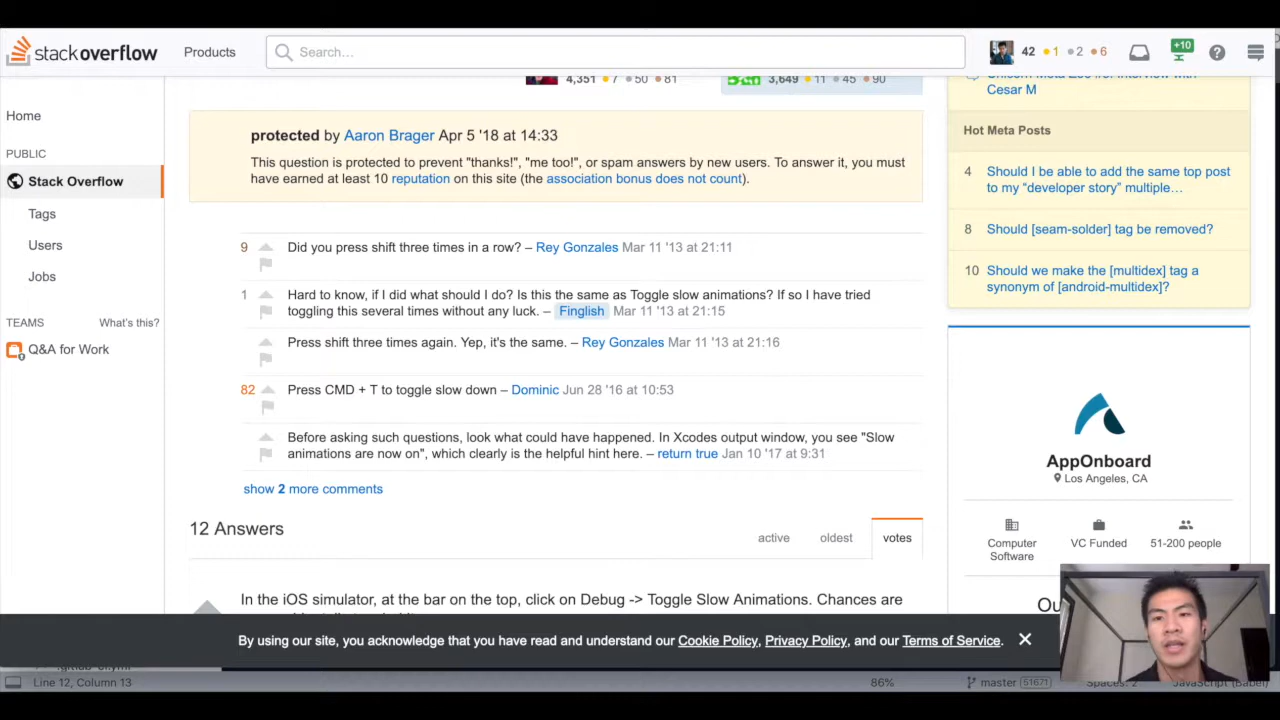 stackoverflow
Products
Search...
42 1 2 6
+10
Home
PUBLIC
Stack Overflow
Tags
Users
Jobs
TEAMS What's this?
Q&A for Work
4,351 7 50 81
3,649 11 45 90
protected by Aaron Brager Apr 5 '18 at 14:33
This question is protected to prevent "thanks!", "me too!", or spam answers by new users. To answer it, you must
have earned at least 10 reputation on this site (the association bonus does not count).
9 Did you press shift three times in a row? – Rey Gonzales Mar 11 '13 at 21:11
1 Hard to know, if I did what should I do? Is this the same as Toggle slow animations? If so I have tried
toggling this several times without any luck. – Finglish Mar 11 '13 at 21:15
Press shift three times again. Yep, it's the same. – Rey Gonzales Mar 11 '13 at 21:16
82 Press CMD + T to toggle slow down – Dominic Jun 28 '16 at 10:53
Before asking such questions, look what could have happened. In Xcodes output window, you see "Slow
animations are now on", which clearly is the helpful hint here. – return true Jan 10 '17 at 9:31
show 2 more comments
12 Answers
active oldest votes
In the iOS simulator, at the bar on the top, click on Debug -> Toggle Slow Animations. Chances are
Cesar M
Hot Meta Posts
4 Should I be able to add the same top post
to my “developer story” multiple…
8 Should [seam-solder] tag be removed?
10 Should we make the [multidex] tag a
synonym of [android-multidex]?
AppOnboard
Los Angeles, CA
Computer
Software
VC Funded
51-200 people
By using our site, you acknowledge that you have read and understand our Cookie Policy, Privacy Policy, and our Terms of Service.
Line 12, Column 13
86%
master 51671
Spaces: 2
JavaScript (Babel)